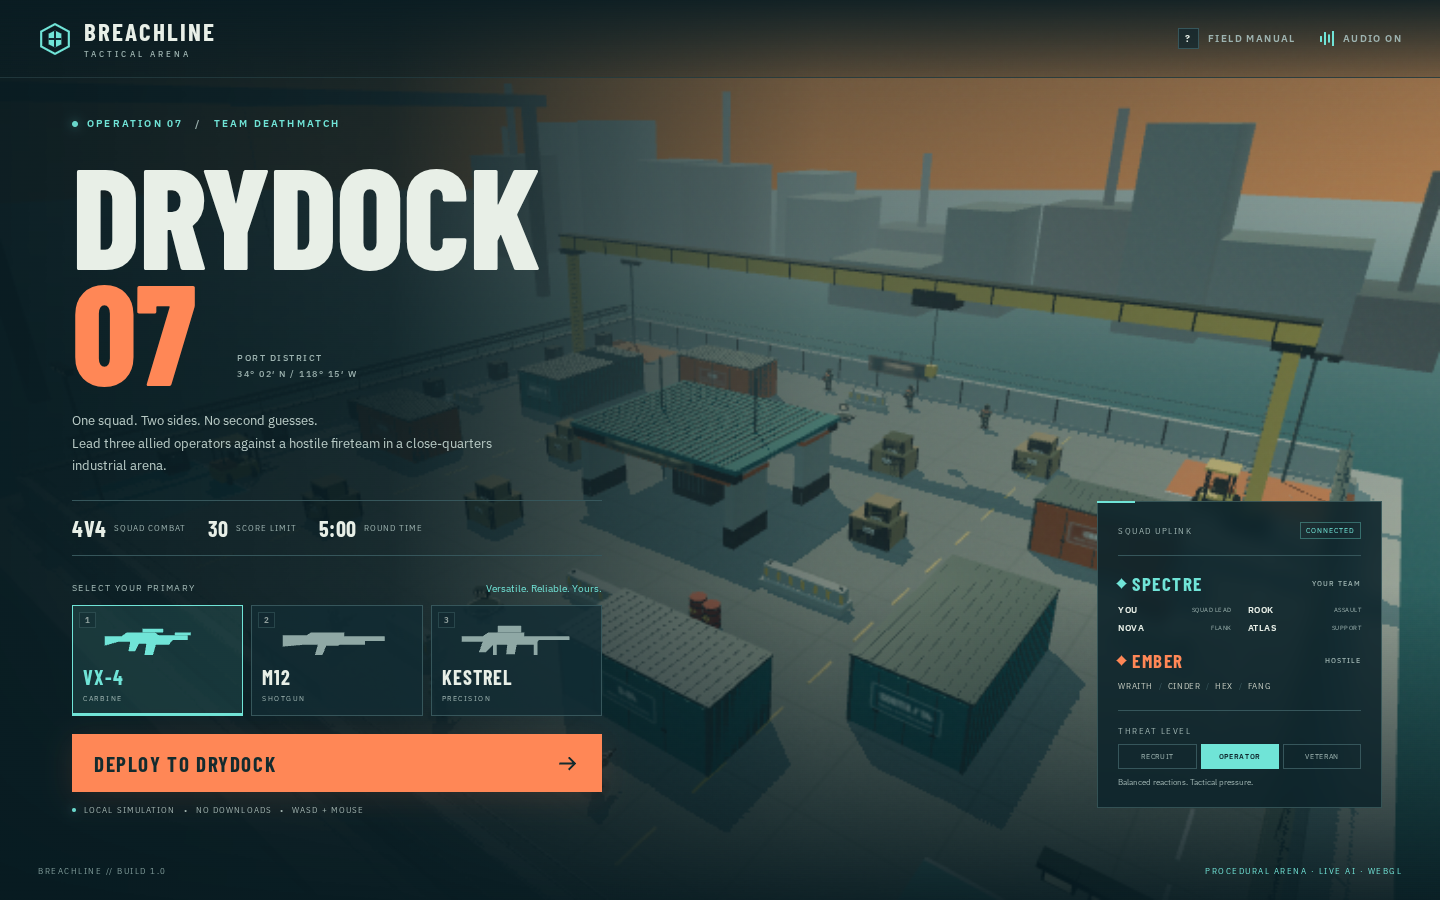 BREACHLINE
TACTICAL ARENA
? FIELD MANUAL
AUDIO ON
OPERATION 07 / TEAM DEATHMATCH
DRYDOCK
07
PORT DISTRICT
34° 02′ N / 118° 15′ W
One squad. Two sides. No second guesses.
Lead three allied operators against a hostile fireteam in a close-quarters
industrial arena.
4V4 SQUAD COMBAT 30 SCORE LIMIT 5:00 ROUND TIME
SELECT YOUR PRIMARY
Versatile. Reliable. Yours.
1
VX-4
CARBINE
2
M12
SHOTGUN
3
KESTREL
PRECISION
DEPLOY TO DRYDOCK →
LOCAL SIMULATION • NO DOWNLOADS • WASD + MOUSE
SQUAD UPLINK CONNECTED
SPECTRE YOUR TEAM
YOU SQUAD LEAD ROOK ASSAULT
NOVA FLANK ATLAS SUPPORT
EMBER HOSTILE
WRAITH / CINDER / HEX / FANG
THREAT LEVEL
RECRUIT OPERATOR VETERAN
Balanced reactions. Tactical pressure.
BREACHLINE // BUILD 1.0
PROCEDURAL ARENA · LIVE AI · WEBGL